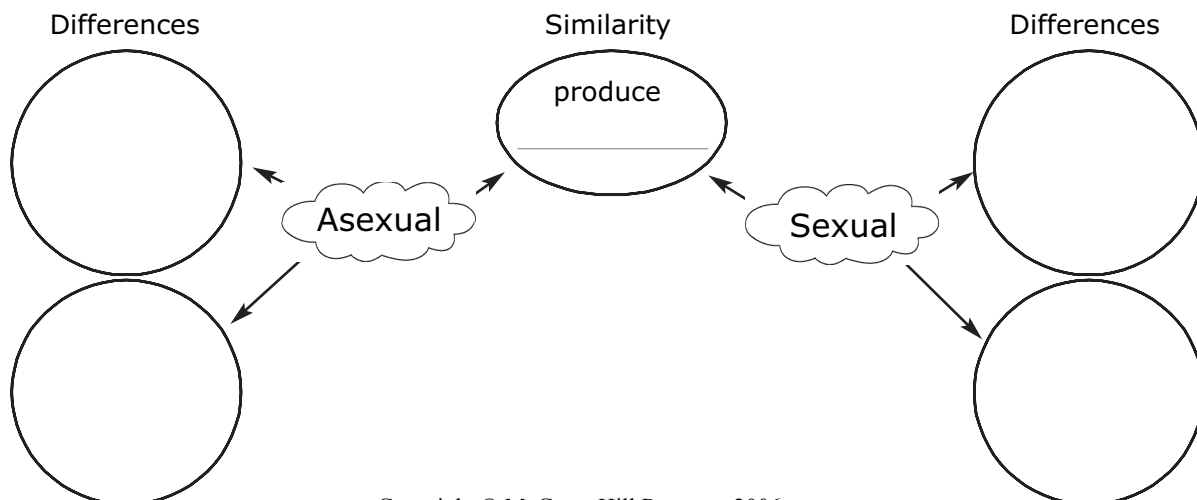 Differences
Similarity
Differences
produce
Asexual
Sexual